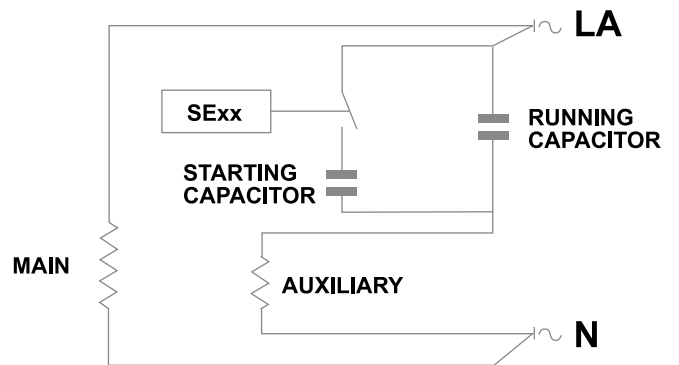 LA
SExx
RUNNING
CAPACITOR
STARTING
CAPACITOR
MAIN
AUXILIARY
N